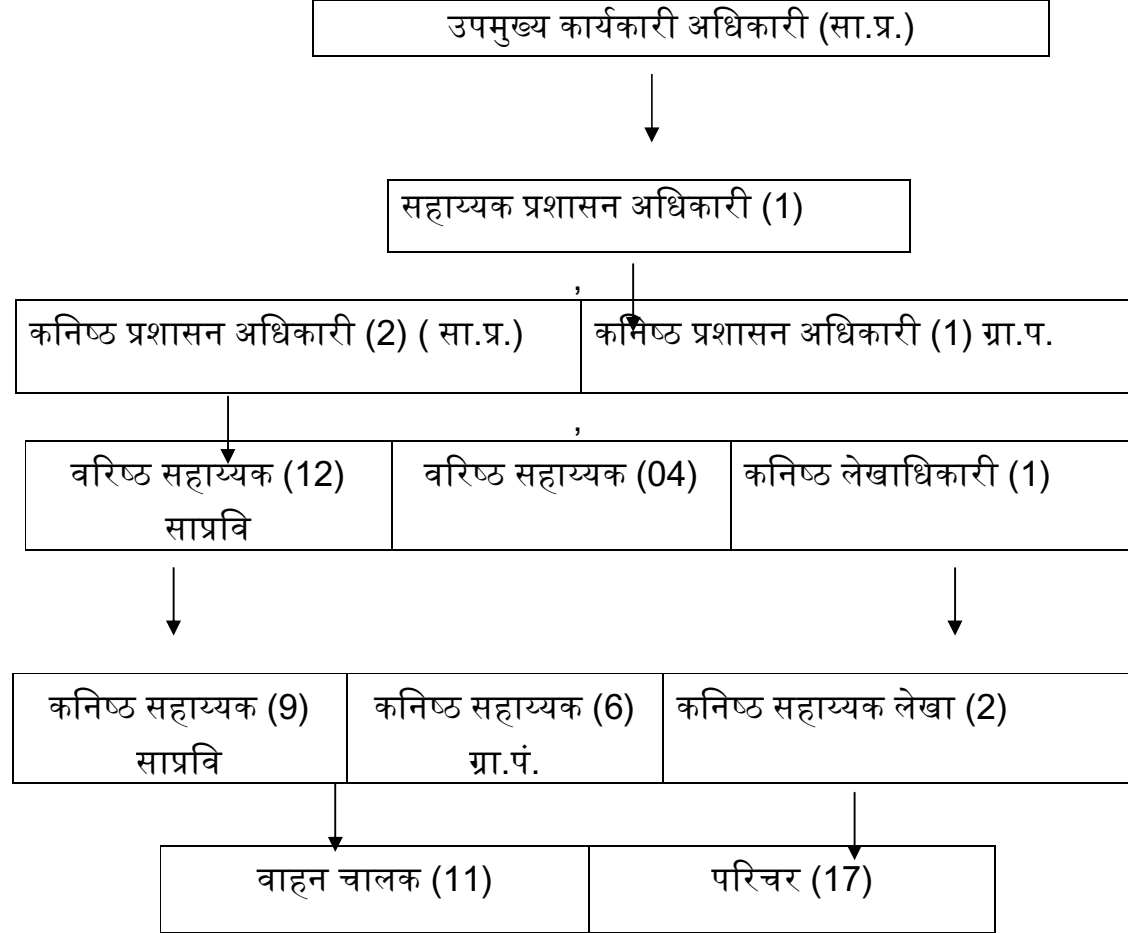 उपमुख्य कार्यकारी अधिकारी (सा.प्र.)
सहाय्यक प्रशासन अधिकारी (1)
,
कनिष्ठ प्रशासन अधिकारी (2) ( सा.प्र.)
कनिष्ठ प्रशासन अधिकारी (1) ग्रा.प.
,
वरिष्ठ सहाय्यक (12)
साप्रवि
वरिष्ठ सहाय्यक (04)
कनिष्ठ लेखाधिकारी (1)
कनिष्ठ सहाय्यक (9)
साप्रवि
कनिष्ठ सहाय्यक (6)
ग्रा.पं.
कनिष्ठ सहाय्यक लेखा (2)
वाहन चालक (11)
परिचर (17)